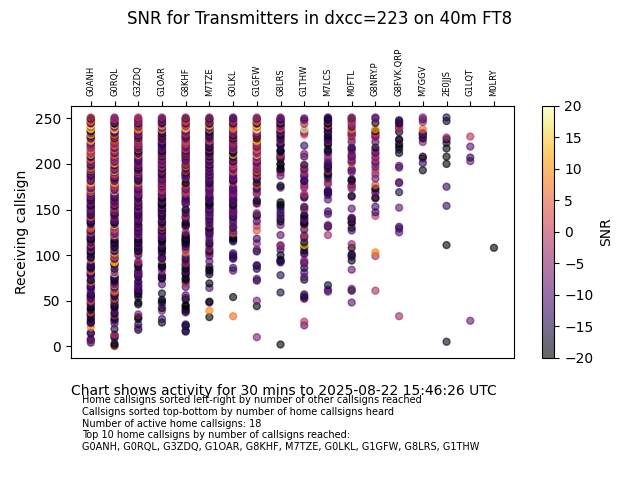 SNR for Transmitters in dxcc=223 on 40m FT8
G0ANH
G0RQL
G3ZDQ
G1OAR
G8KHF
M7TZE
G0LKL
G1GFW
G8LRS
G1THW
M7LCS
M0FTL
G8NRY.P
G8FVK.QRP
M7GGV
2E0JJS
G1LQT
M0LRY
Receiving callsign
250
200
150
100
50
0
20
15
10
5
0
−5
−10
−15
−20
SNR
Chart shows activity for 30 mins to 2025-08-22 15:46:26 UTC
Home callsigns sorted left-right by number of other callsigns reached
Callsigns sorted top-bottom by number of home callsigns heard
Number of active home callsigns: 18
Top 10 home callsigns by number of callsigns reached:
G0ANH, G0RQL, G3ZDQ, G1OAR, G8KHF, M7TZE, G0LKL, G1GFW, G8LRS, G1THW